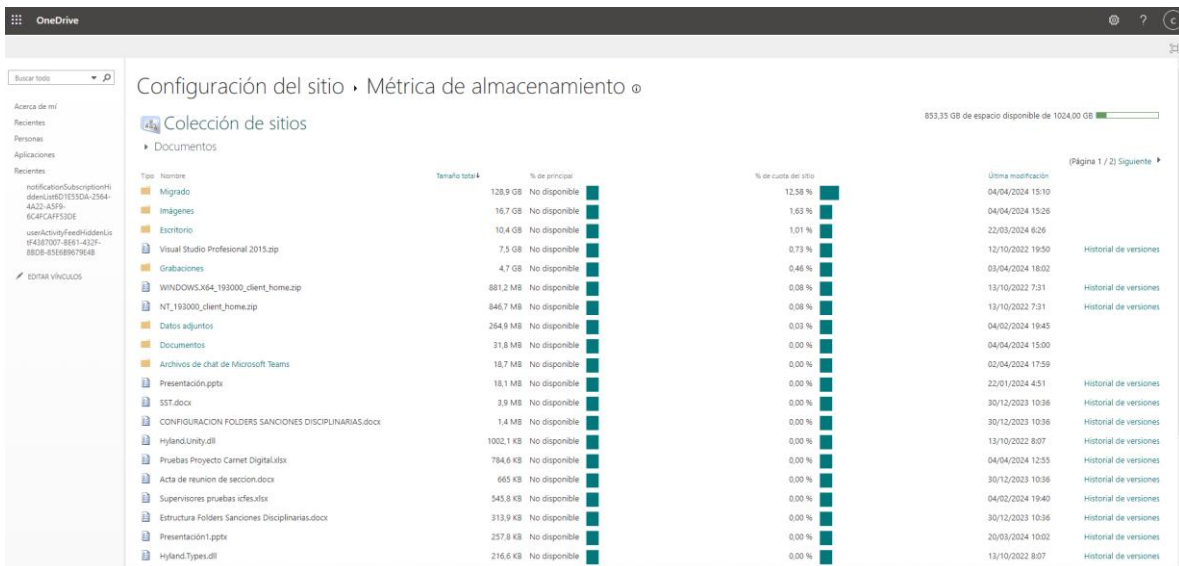 OneDrive
?
C
Buscar todo
Configuración del sitio › Métrica de almacenamiento
Acerca de mí
Recientes
Personas
Aplicaciones
Recientes
notificationSubscriptionHi
ddenList6D1E55DA-2564-
4A22-A5F9-
6C4FCAFF53DE
userActivityFeedHiddenLis
tF4387007-8E61-432F-
8BDB-85E6B9679E48
EDITAR VÍNCULOS
Colección de sitios
853,35 GB de espacio disponible de 1024,00 GB
Documentos
(Página 1 / 2) Siguiente
Tipo Nombre Tamaño total↓ % de principal % de cuota del sitio Última modificación
Migrado 128,9 GB No disponible 12,58 % 04/04/2024 15:10
Imágenes 16,7 GB No disponible 1,63 % 04/04/2024 15:26
Escritorio 10,4 GB No disponible 1,01 % 22/03/2024 6:26
Visual Studio Profesional 2015.zip 7,5 GB No disponible 0,73 % 12/10/2022 19:50 Historial de versiones
Grabaciones 4,7 GB No disponible 0,46 % 03/04/2024 18:02
WINDOWS.X64_193000_client_home.zip 881,2 MB No disponible 0,08 % 13/10/2022 7:31 Historial de versiones
NT_193000_client_home.zip 846,7 MB No disponible 0,08 % 13/10/2022 7:31 Historial de versiones
Datos adjuntos 264,9 MB No disponible 0,03 % 04/02/2024 19:45
Documentos 31,8 MB No disponible 0,00 % 04/04/2024 15:00
Archivos de chat de Microsoft Teams 18,7 MB No disponible 0,00 % 02/04/2024 17:59
Presentación.pptx 18,1 MB No disponible 0,00 % 22/01/2024 4:51 Historial de versiones
SST.docx 3,9 MB No disponible 0,00 % 30/12/2023 10:36 Historial de versiones
CONFIGURACION FOLDERS SANCIONES DISCIPLINARIAS.docx 1,4 MB No disponible 0,00 % 30/12/2023 10:36 Historial de versiones
Hyland.Unity.dll 1002,1 KB No disponible 0,00 % 13/10/2022 8:07 Historial de versiones
Pruebas Proyecto Carnet Digital.xlsx 784,6 KB No disponible 0,00 % 04/04/2024 12:55 Historial de versiones
Acta de reunion de seccion.docx 665 KB No disponible 0,00 % 30/12/2023 10:36 Historial de versiones
Supervisores pruebas icfes.xlsx 545,8 KB No disponible 0,00 % 04/02/2024 19:40 Historial de versiones
Estructura Folders Sanciones Disciplinarias.docx 313,9 KB No disponible 0,00 % 30/12/2023 10:36 Historial de versiones
Presentación1.pptx 257,8 KB No disponible 0,00 % 20/03/2024 10:02 Historial de versiones
Hyland.Types.dll 216,6 KB No disponible 0,00 % 13/10/2022 8:07 Historial de versiones